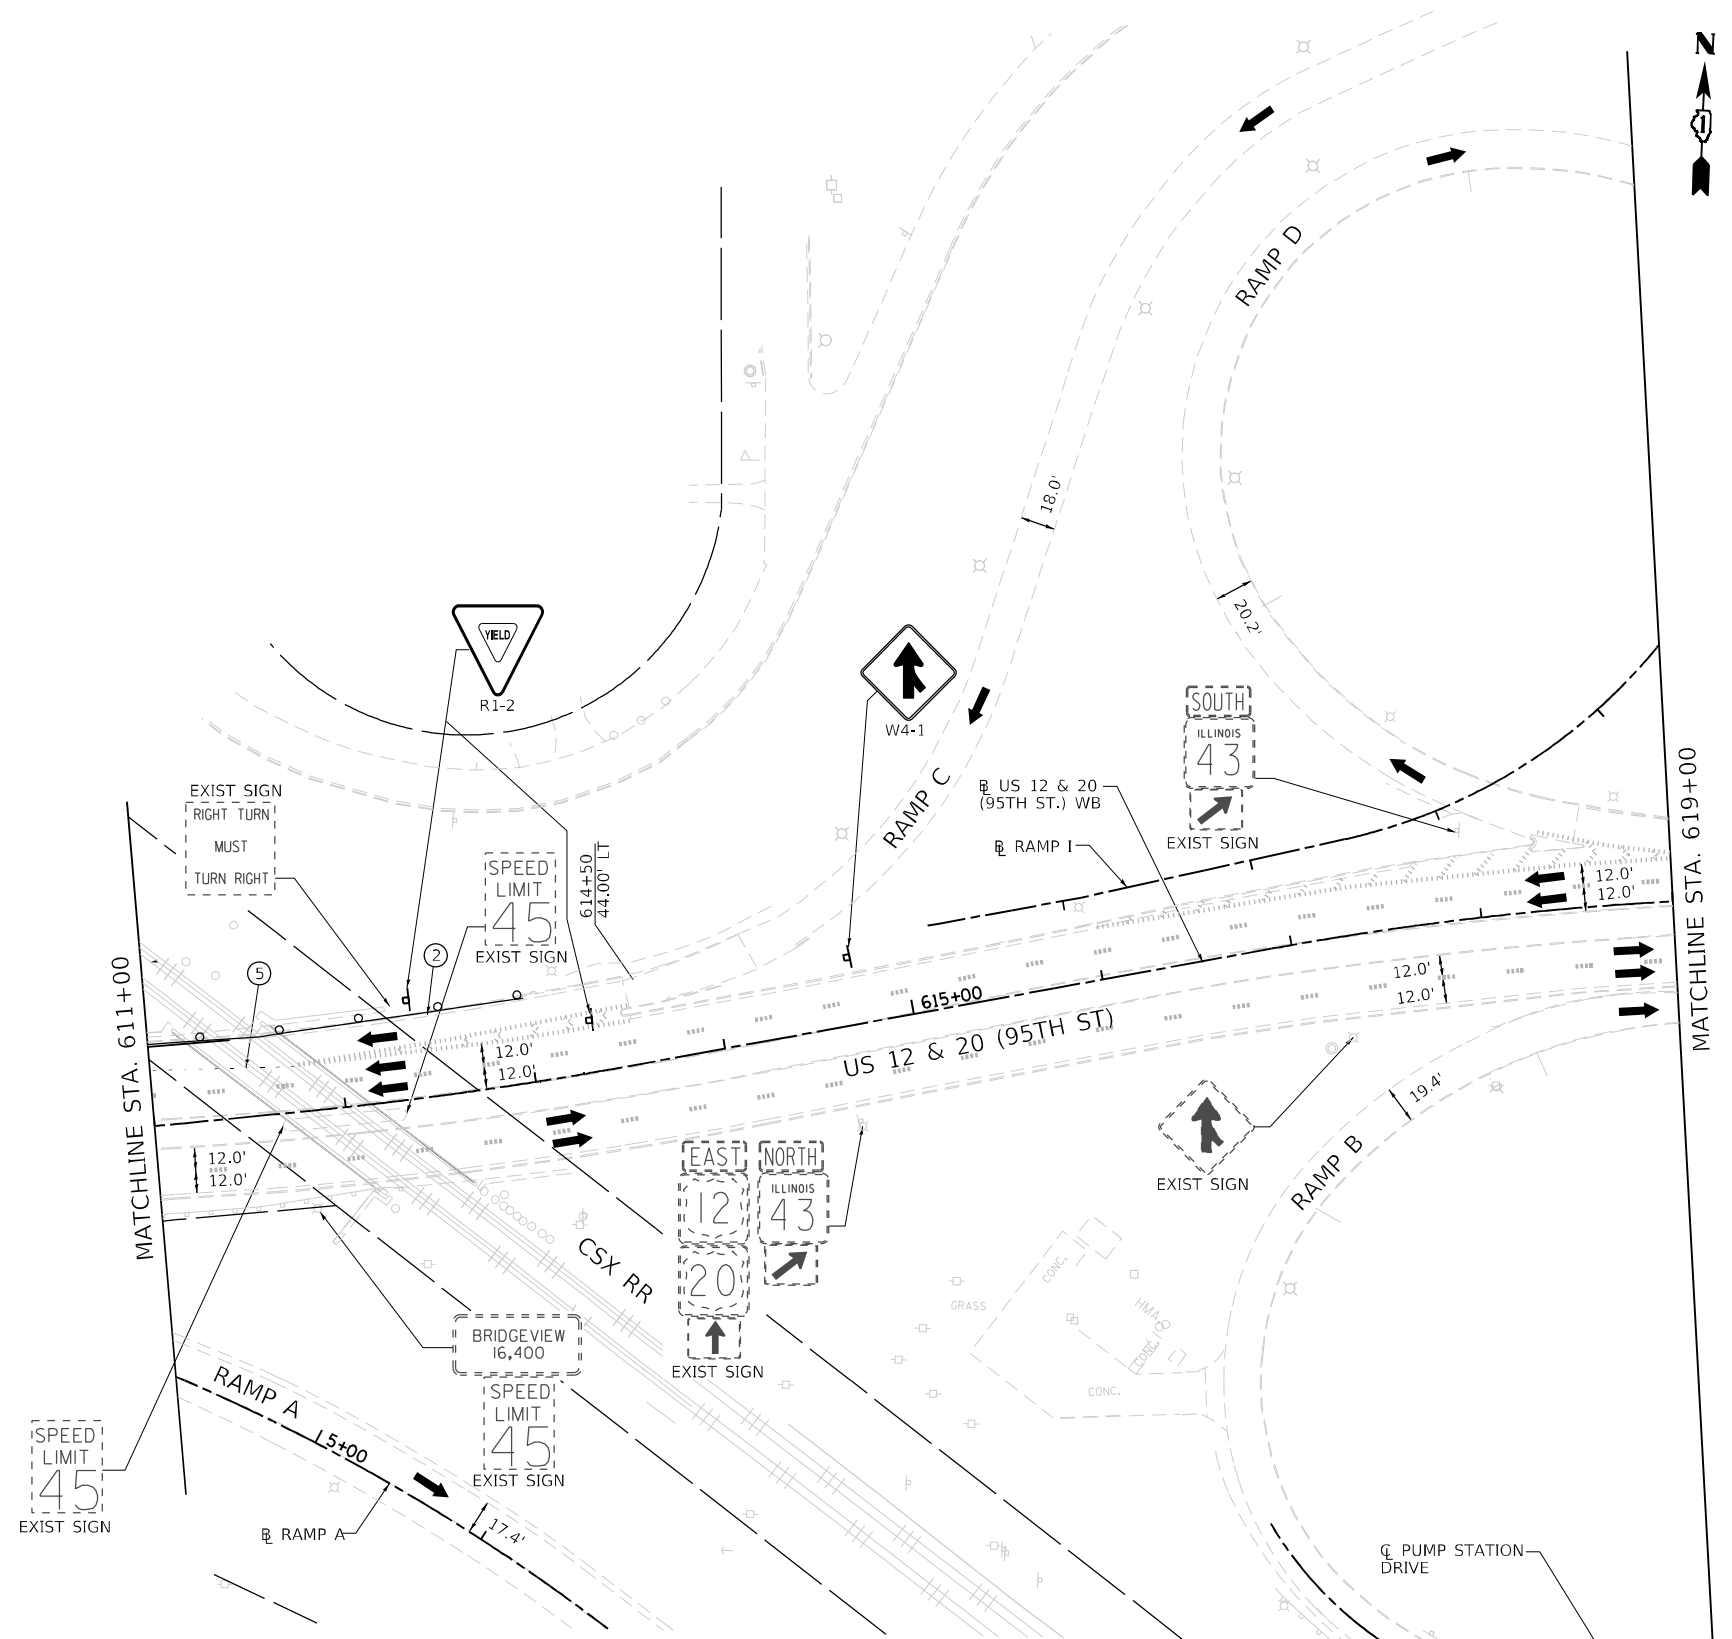 N
1
RAMP D
18.0'
20.2'
YIELD
R1-2
W4-1
SOUTH
ILLINOIS
43
EXIST SIGN
RAMP C
℄ US 12 & 20
(95TH ST.) WB
℄ RAMP I
EXIST SIGN
RIGHT TURN
MUST
TURN RIGHT
SPEED
LIMIT
45
EXIST SIGN
614+50
44.00' LT
MATCHLINE STA. 611+00
MATCHLINE STA. 619+00
5
2
12.0'
12.0'
12.0'
12.0'
12.0'
12.0'
615+00
US 12 & 20 (95TH ST)
12.0'
12.0'
19.4'
RAMP B
EXIST SIGN
EAST
12
20
EXIST SIGN
NORTH
ILLINOIS
43
CSX RR
BRIDGEVIEW
16,400
SPEED
LIMIT
45
EXIST SIGN
GRASS
CONC.
HMA
CONC.
CONC.
RAMP A
5+00
SPEED
LIMIT
45
EXIST SIGN
℄ RAMP A
17.4'
℄ PUMP STATION
DRIVE